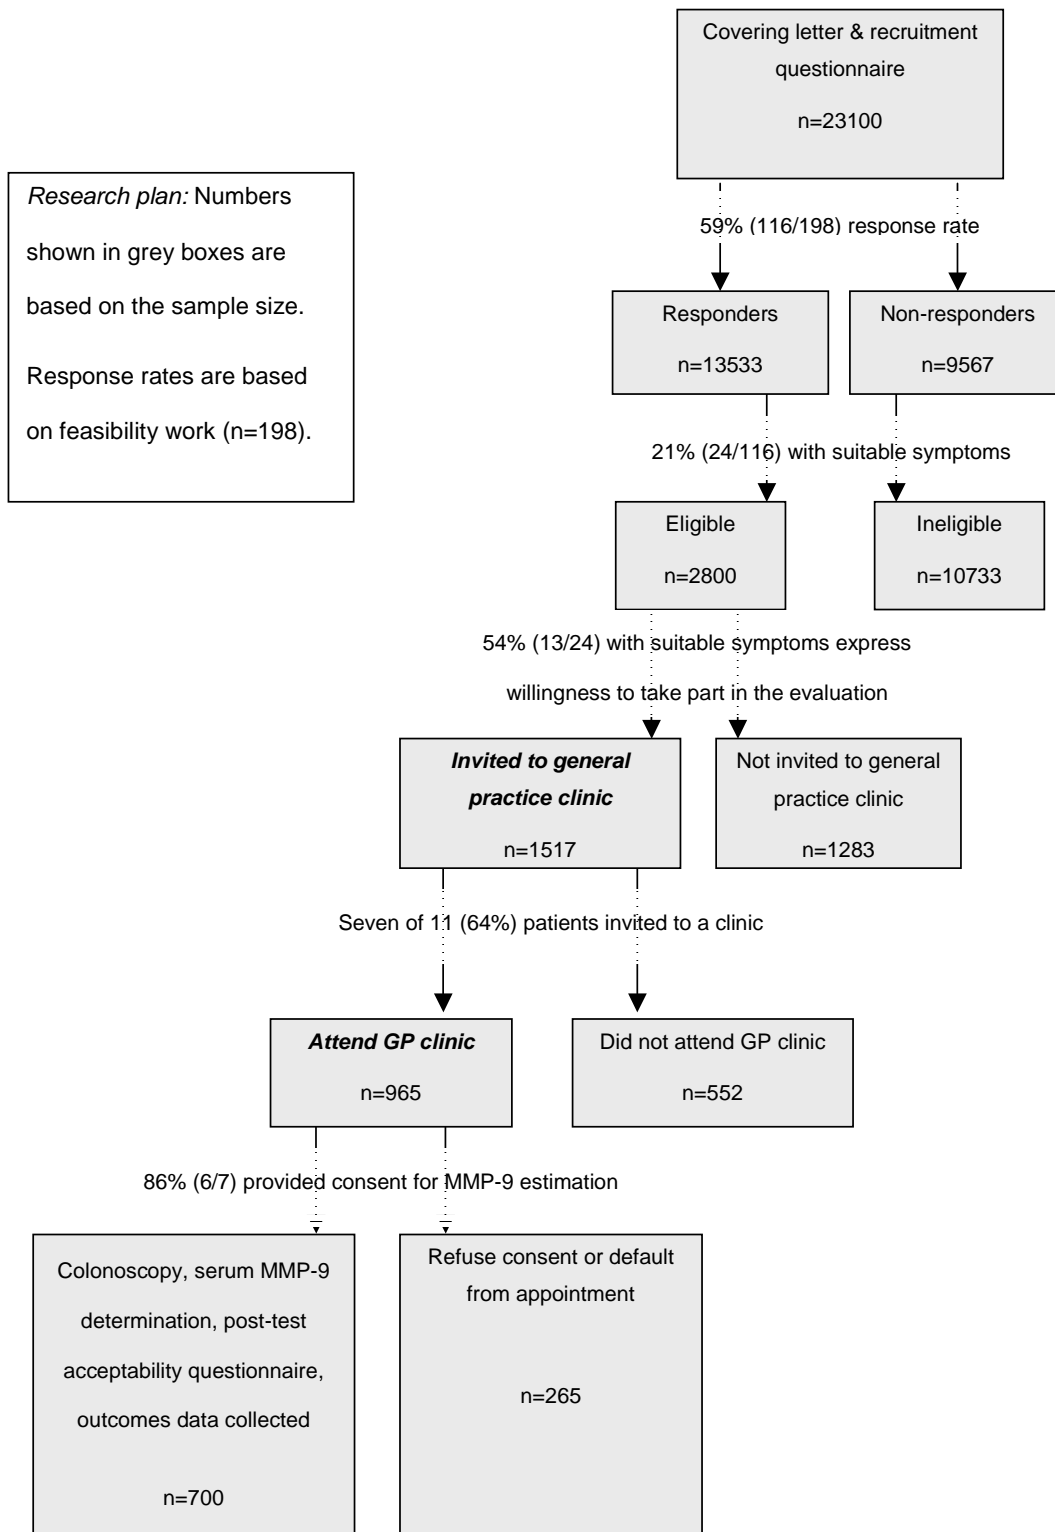 Covering letter & recruitment
questionnaire
n=23100
Research plan: Numbers
shown in grey boxes are
based on the sample size.
Response rates are based
on feasibility work (n=198).
59% (116/198) response rate
Responders
n=13533
Non-responders
n=9567
21% (24/116) with suitable symptoms
Eligible
n=2800
Ineligible
n=10733
54% (13/24) with suitable symptoms express
willingness to take part in the evaluation
Invited to general
practice clinic
n=1517
Not invited to general
practice clinic
n=1283
Seven of 11 (64%) patients invited to a clinic
Attend GP clinic
n=965
Did not attend GP clinic
n=552
86% (6/7) provided consent for MMP-9 estimation
Colonoscopy, serum MMP-9
determination, post-test
acceptability questionnaire,
outcomes data collected
n=700
Refuse consent or default
from appointment
n=265